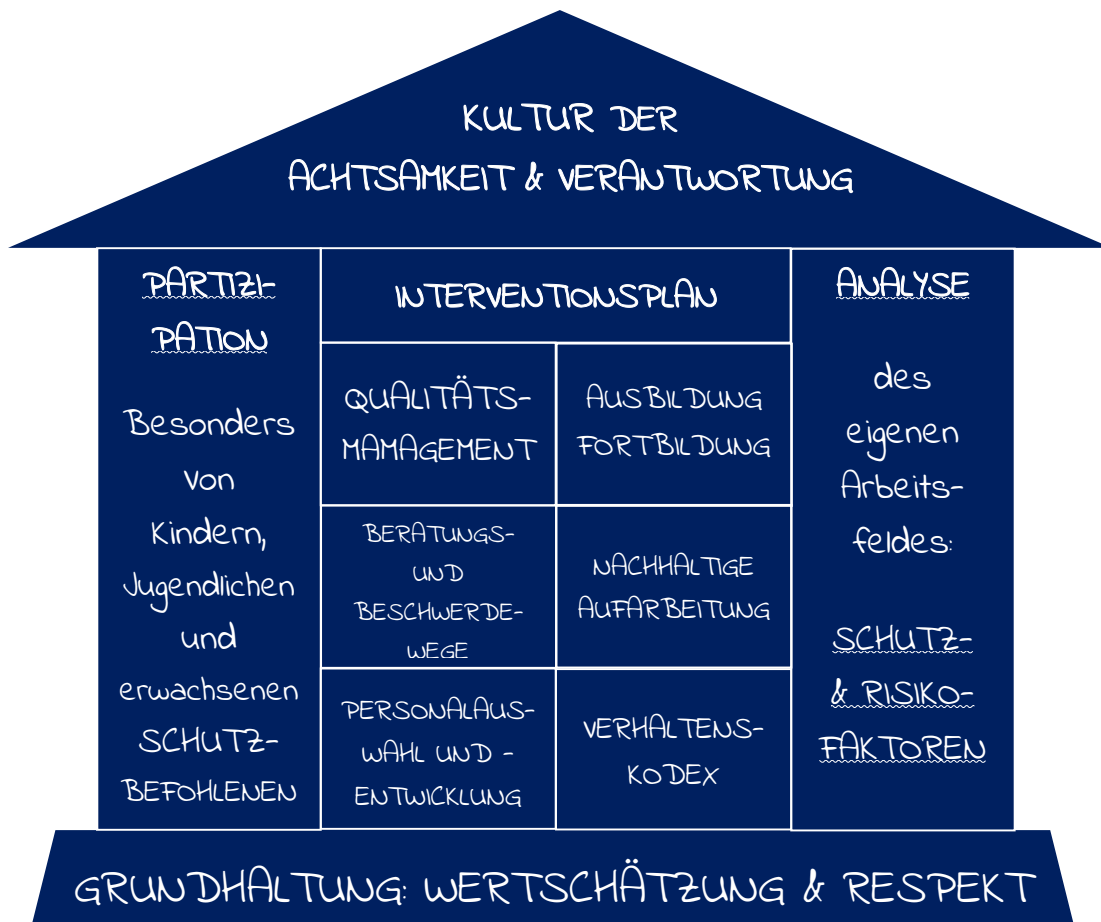 KULTUR DER
ACHTSAMKEIT & VERANTWORTUNG
PARTIZI-
PATION
Besonders
von
Kindern,
Jugendlichen
und
erwachsenen
SCHUTZ-
BEFOHLENEN
INTERVENTIONSPLAN
QUALITÄTS-
MAMAGEMENT
AUSBILDUNG
FORTBILDUNG
BERATUNGS-
UND
BESCHWERDE-
WEGE
NACHHALTIGE
AUFARBEITUNG
PERSONALAUS-
WAHL UND -
ENTWICKLUNG
VERHALTENS-
KODEX
ANALYSE
des
eigenen
Arbeits-
feldes:
SCHUTZ-
& RISIKO-
FAKTOREN
GRUNDHALTUNG: WERTSCHÄTZUNG & RESPEKT